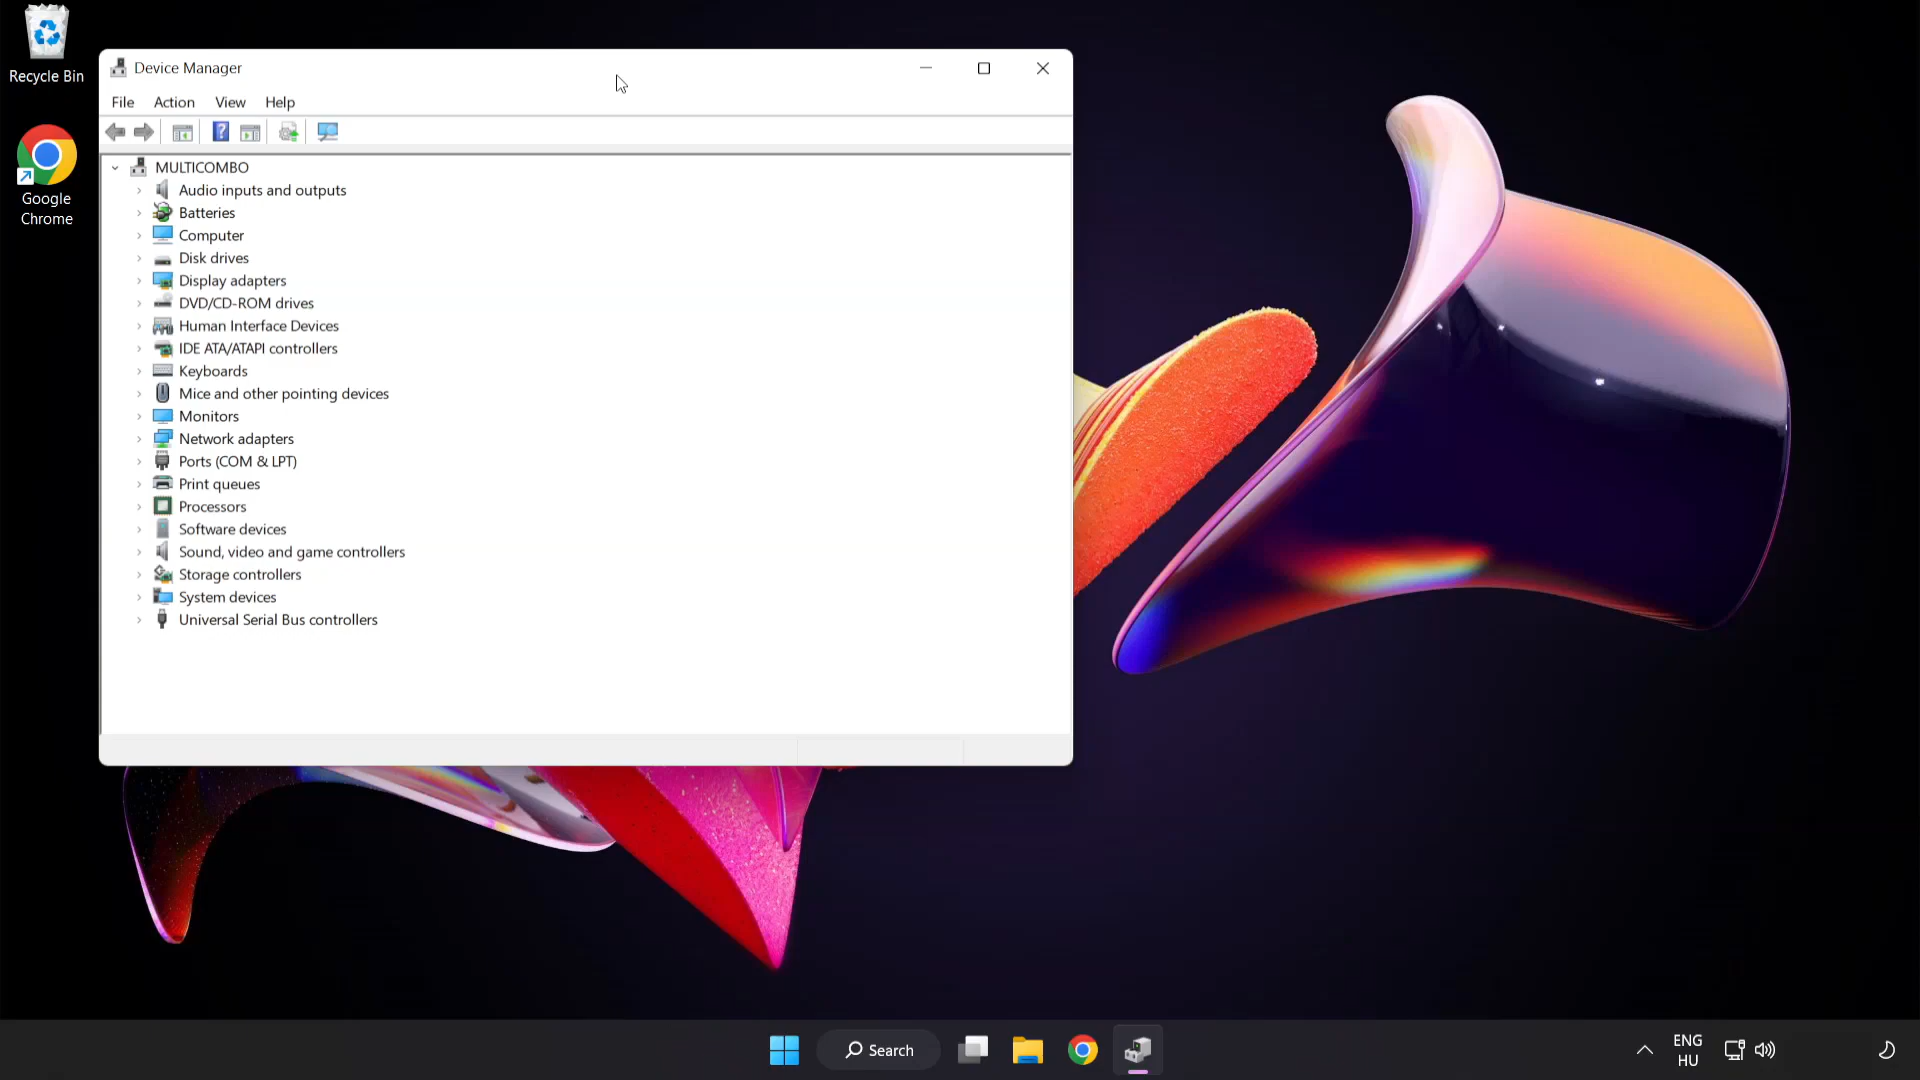 Recycle Bin
Google
Chrome
Device Manager
File Action View Help
MULTICOMBO
Audio inputs and outputs
Batteries
Computer
Disk drives
Display adapters
DVD/CD-ROM drives
Human Interface Devices
IDE ATA/ATAPI controllers
Keyboards
Mice and other pointing devices
Monitors
Network adapters
Ports (COM & LPT)
Print queues
Processors
Software devices
Sound, video and game controllers
Storage controllers
System devices
Universal Serial Bus controllers
Search
ENG
HU